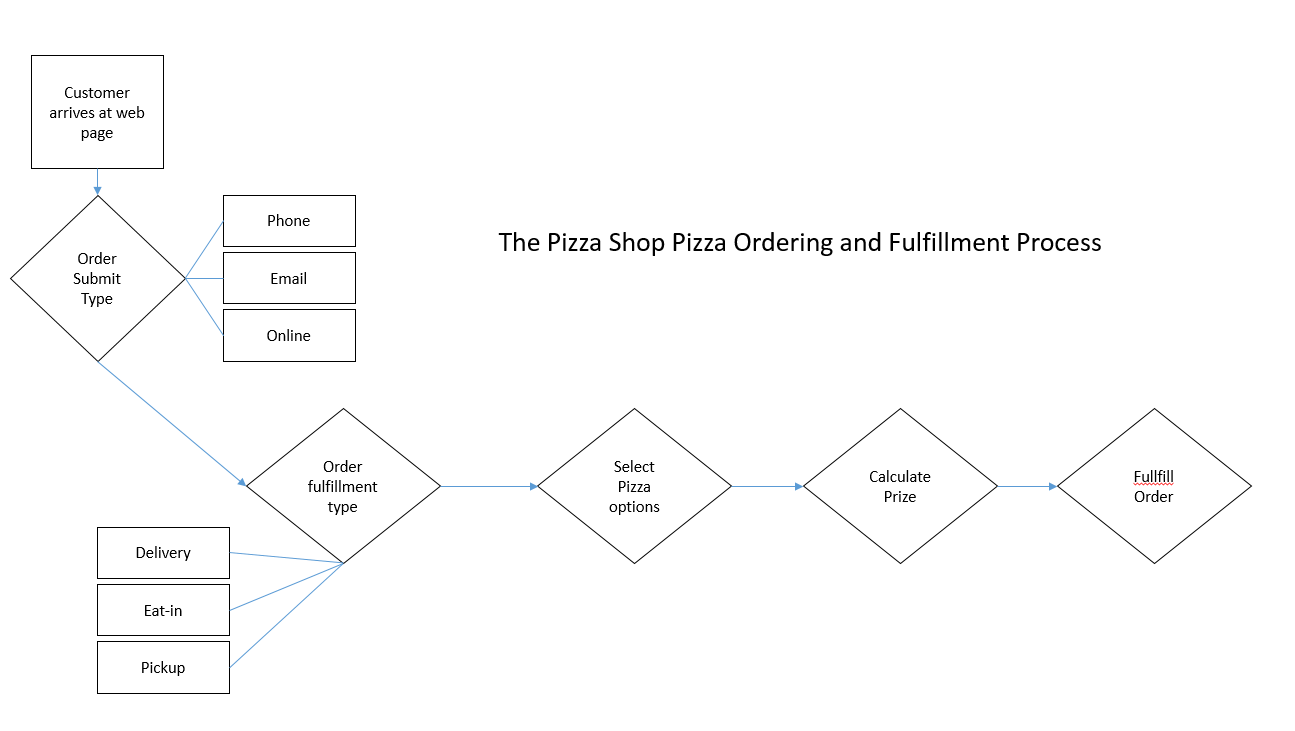 Customer
arrives at web
page
Order
Submit
Type
Phone
Email
Online
The Pizza Shop Pizza Ordering and Fulfillment Process
Order
fulfillment
type
Select
Pizza
options
Calculate
Prize
Fullfill
Order
Delivery
Eat-in
Pickup